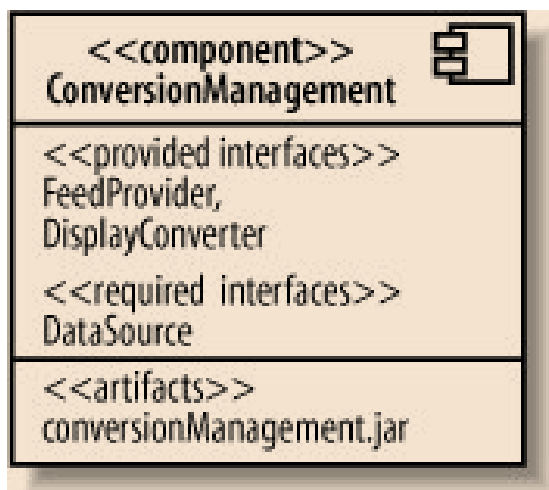 <<component>>
ConversionManagement
<<provided interfaces>>
FeedProvider,
DisplayConverter
<<required interfaces>>
DataSource
<<artifacts>>
conversionManagement.jar